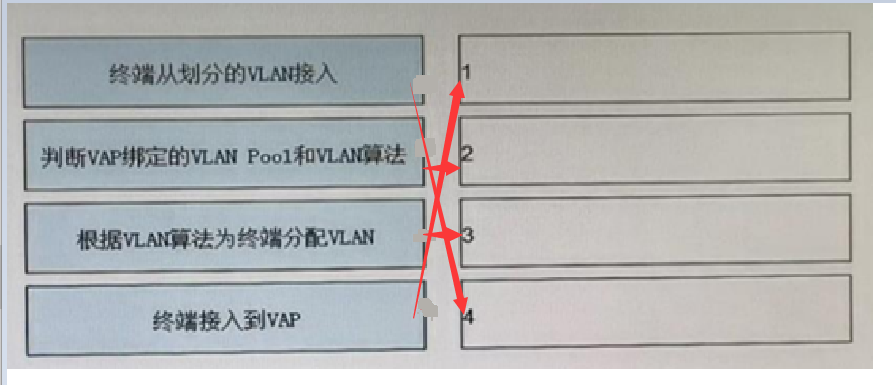 终端从划分的VLAN接入
1
判断VAP绑定的VLAN Pool和VLAN算法
2
根据VLAN算法为终端分配VLAN
3
终端接入到VAP
4